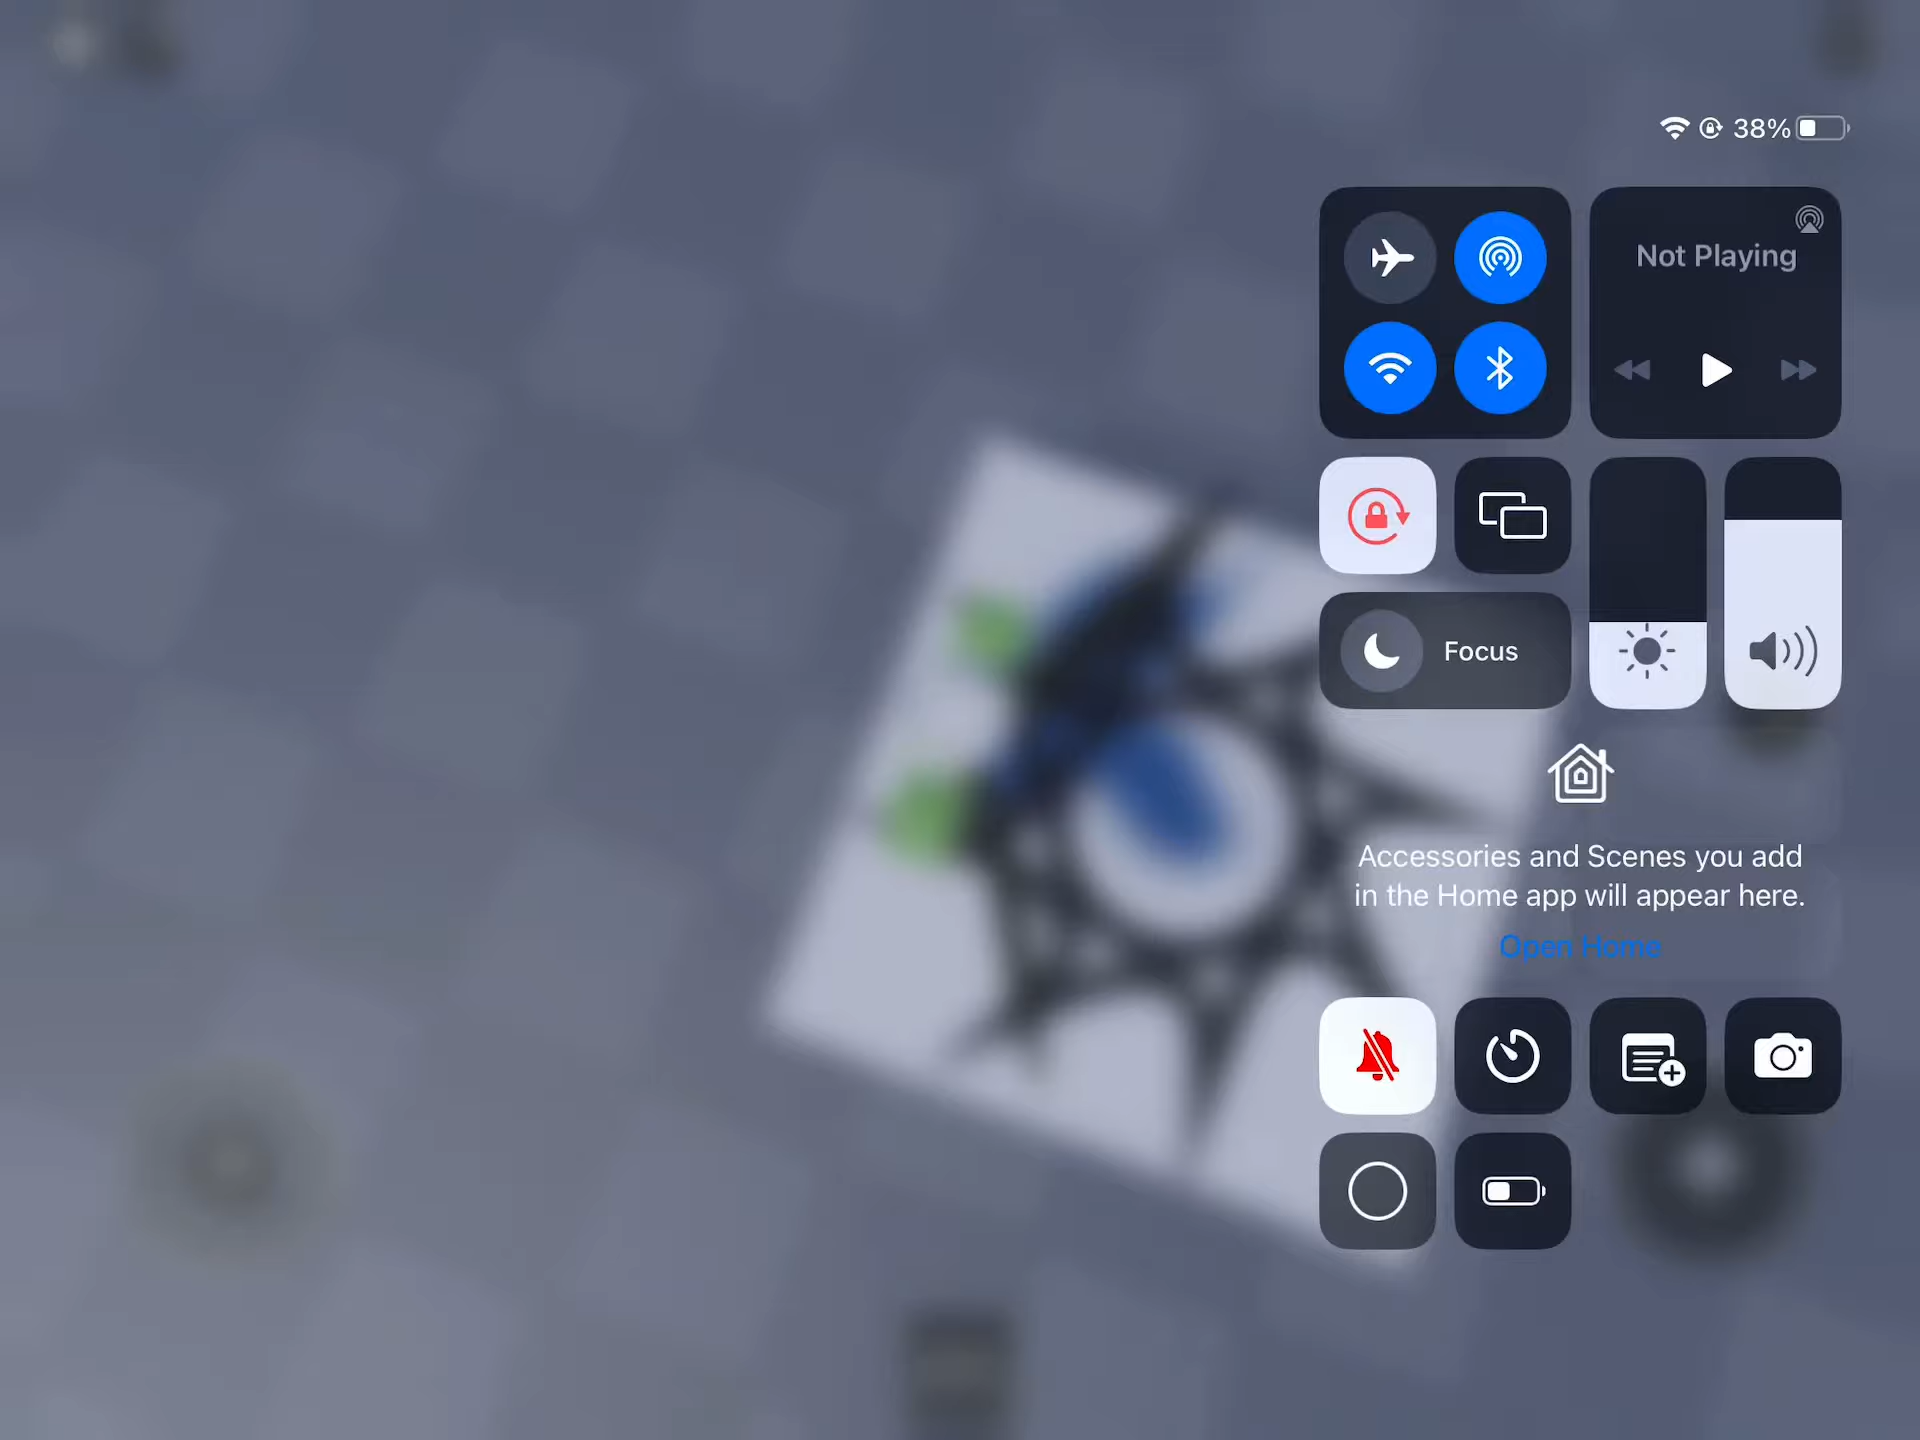 38%
Not Playing
Focus
Accessories and Scenes you add
in the Home app will appear here.
Open Home